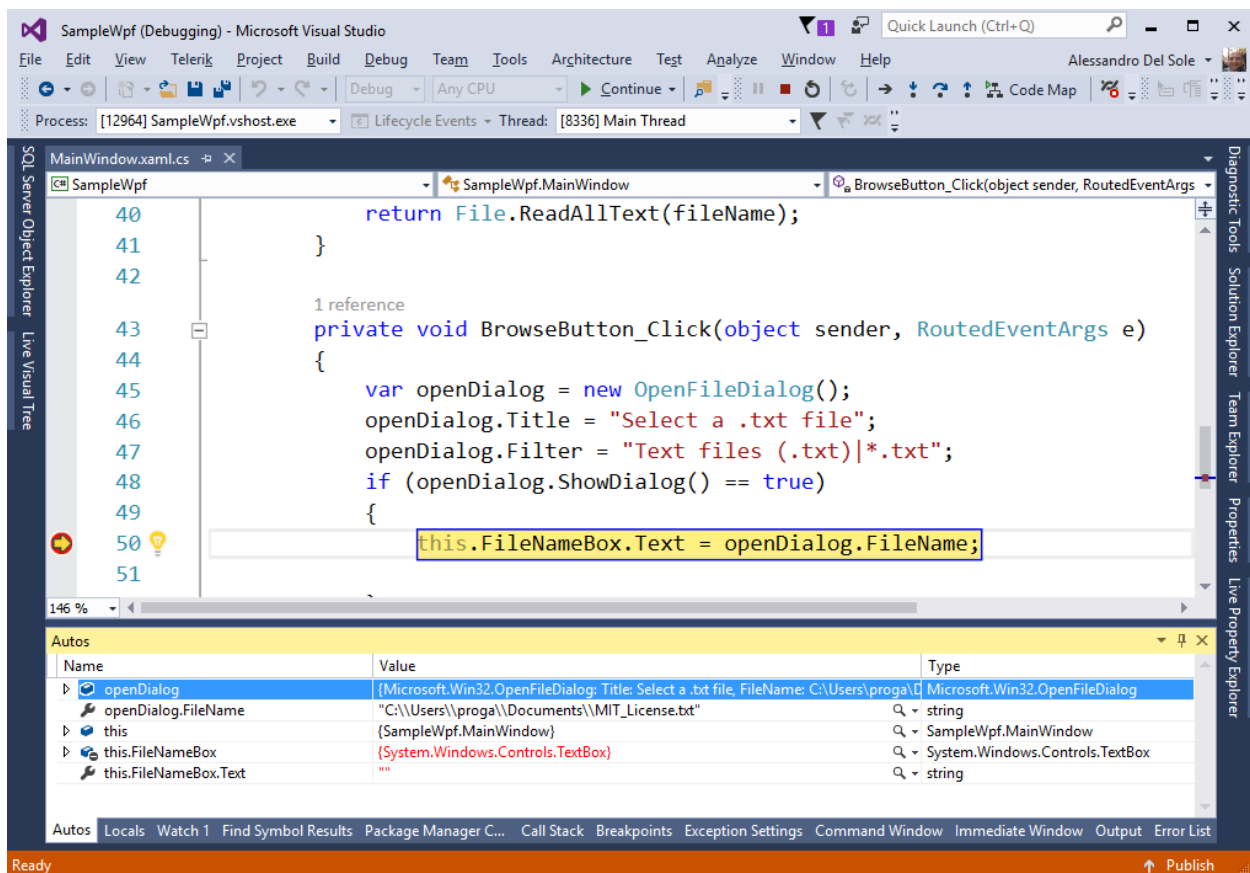 SampleWpf (Debugging) - Microsoft Visual Studio
1
Quick Launch (Ctrl+Q)
File Edit View Telerik Project Build Debug Team Tools Architecture Test Analyze Window Help
Alessandro Del Sole
Debug Any CPU Continue Code Map
Process: [12964] SampleWpf.vshost.exe Lifecycle Events Thread: [8336] Main Thread
SQL Server Object Explorer
Live Visual Tree
MainWindow.xaml.cs
C# SampleWpf SampleWpf.MainWindow BrowseButton_Click(object sender, RoutedEventArgs
40 return File.ReadAllText(fileName);
41 }
42
1 reference
43 private void BrowseButton_Click(object sender, RoutedEventArgs e)
44 {
45 var openDialog = new OpenFileDialog();
46 openDialog.Title = "Select a .txt file";
47 openDialog.Filter = "Text files (.txt)|*.txt";
48 if (openDialog.ShowDialog() == true)
49 {
50 this.FileNameBox.Text = openDialog.FileName;
51
146 %
Diagnostic Tools
Solution Explorer
Team Explorer
Properties
Live Property Explorer
Autos
Name Value Type
openDialog {Microsoft.Win32.OpenFileDialog: Title: Select a .txt file, FileName: C:\Users\proga\D Microsoft.Win32.OpenFileDialog
openDialog.FileName "C:\\Users\\proga\\Documents\\MIT_License.txt" string
this {SampleWpf.MainWindow} SampleWpf.MainWindow
this.FileNameBox {System.Windows.Controls.TextBox} System.Windows.Controls.TextBox
this.FileNameBox.Text "" string
Autos Locals Watch 1 Find Symbol Results Package Manager C... Call Stack Breakpoints Exception Settings Command Window Immediate Window Output Error List
Ready
Publish